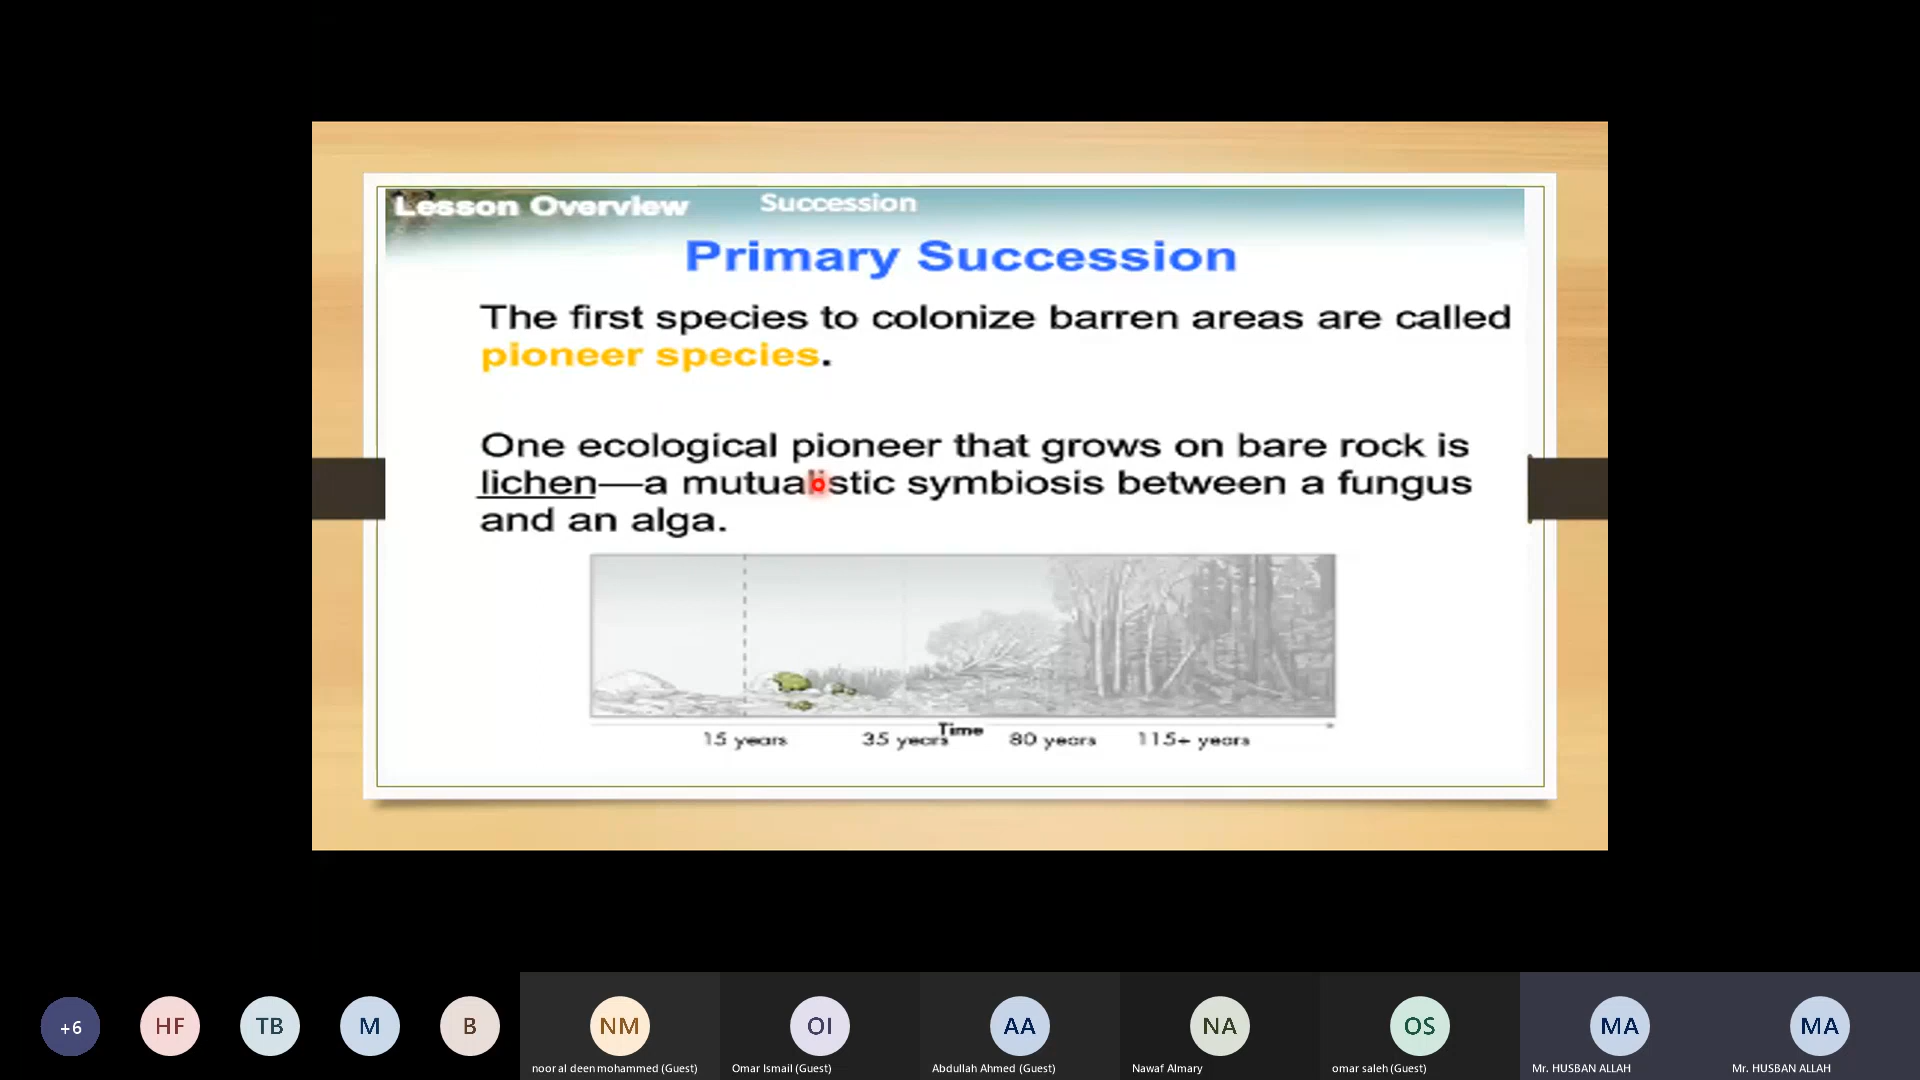 Lesson Overview Succession
Primary Succession
The first species to colonize barren areas are called
pioneer species.
One ecological pioneer that grows on bare rock is
lichen—a mutualistic symbiosis between a fungus
and an alga.
Time
15 years 35 years 80 years 115+ years
+6 HF TB M B NM OI AA NA OS MA MA
noor al deen mohammed (Guest) Omar Ismail (Guest) Abdullah Ahmed (Guest) Nawaf Almary omar saleh (Guest) Mr. HUSBAN ALLAH Mr. HUSBAN ALLAH